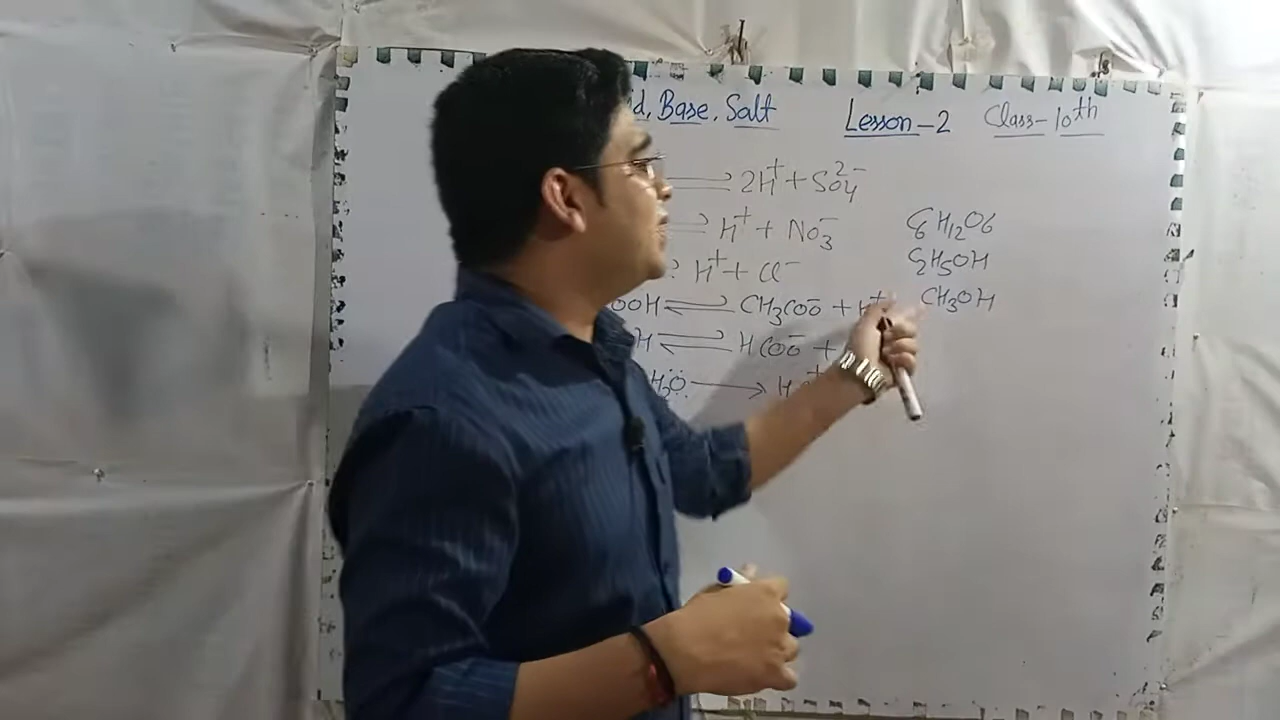 Base, Salt Lesson-2 Class-10th
⇌ 2H⁺ + SO₄²⁻
⇌ H⁺ + NO₃⁻
H⁺ + Cl⁻
OOH ⇌ CH₃COO⁻ + H⁺
H ⇌ HCOO⁻ +
H₂O ⟶ H
C₆H₁₂O₆
C₂H₅OH
CH₃OH